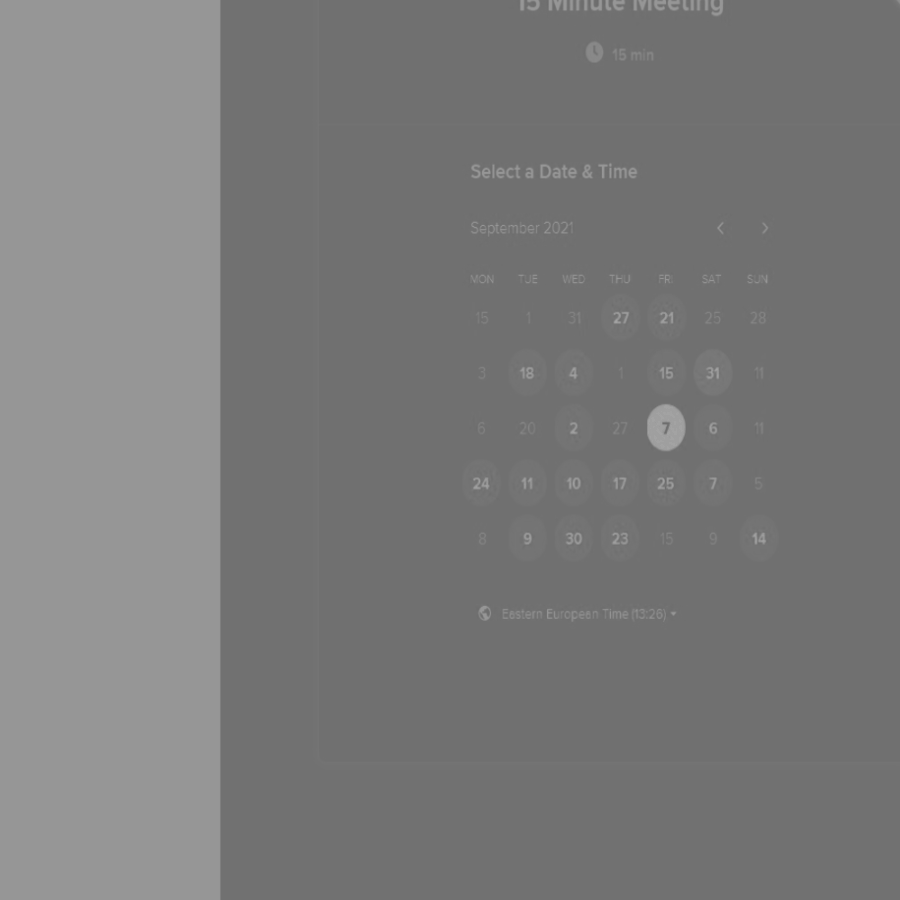 15 Minute Meeting
15 min
Select a Date & Time
September 2021
MON TUE WED THU FRI SAT SUN
15 1 31 27 21 25 28
3 18 4 1 15 31 11
6 20 2 27 7 6 11
24 11 10 17 25 7 5
8 9 30 23 15 9 14
Eastern European Time (13:26)